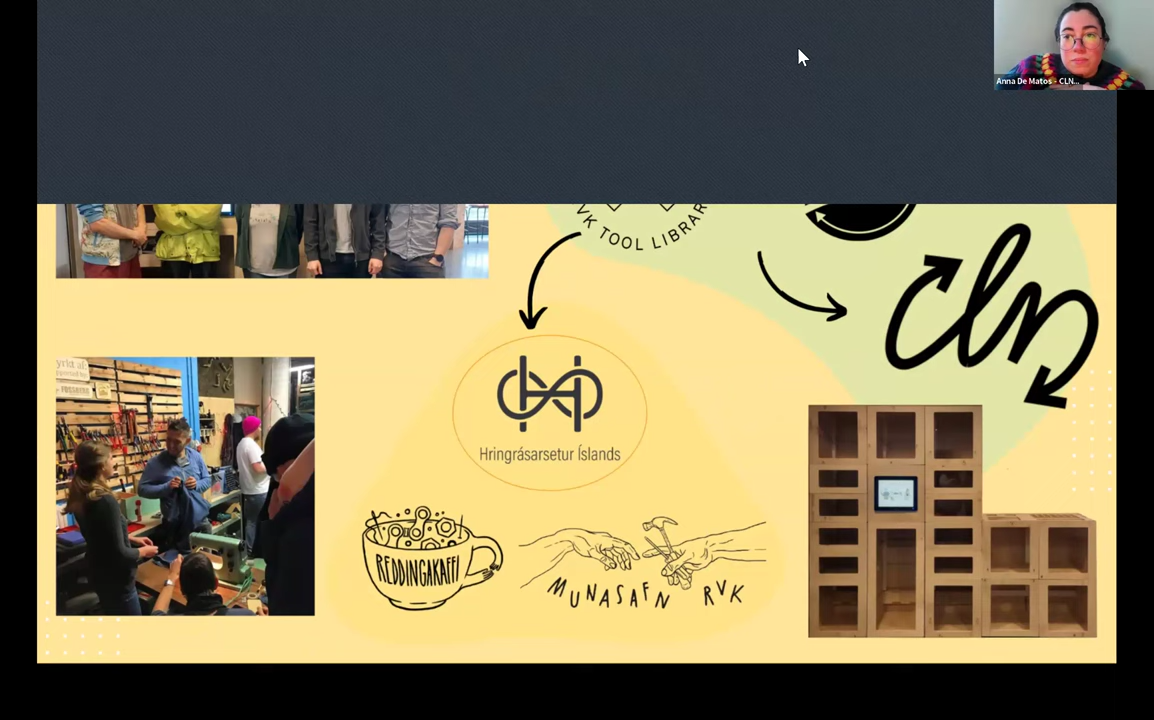 Anna De Matos - CLN...
VK TOOL LIBRAR
cln
Hringrásarsetur Íslands
REDDINGAKAFFI
MUNASAFN RVK